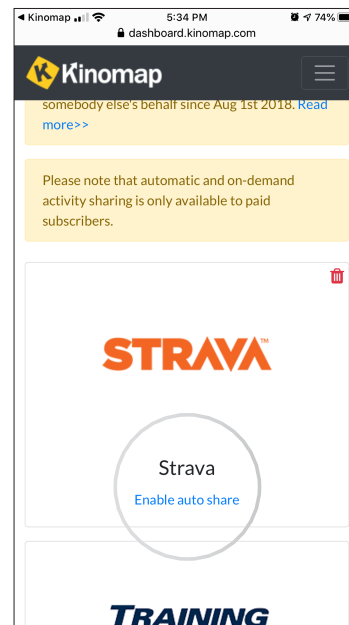 ◀ Kinomap 5:34 PM 74%
dashboard.kinomap.com
K Kinomap
somebody else's behalf since Aug 1st 2018. Read
more>>
Please note that automatic and on-demand
activity sharing is only available to paid
subscribers.
STRAVA™
Strava
Enable auto share
TRAINING